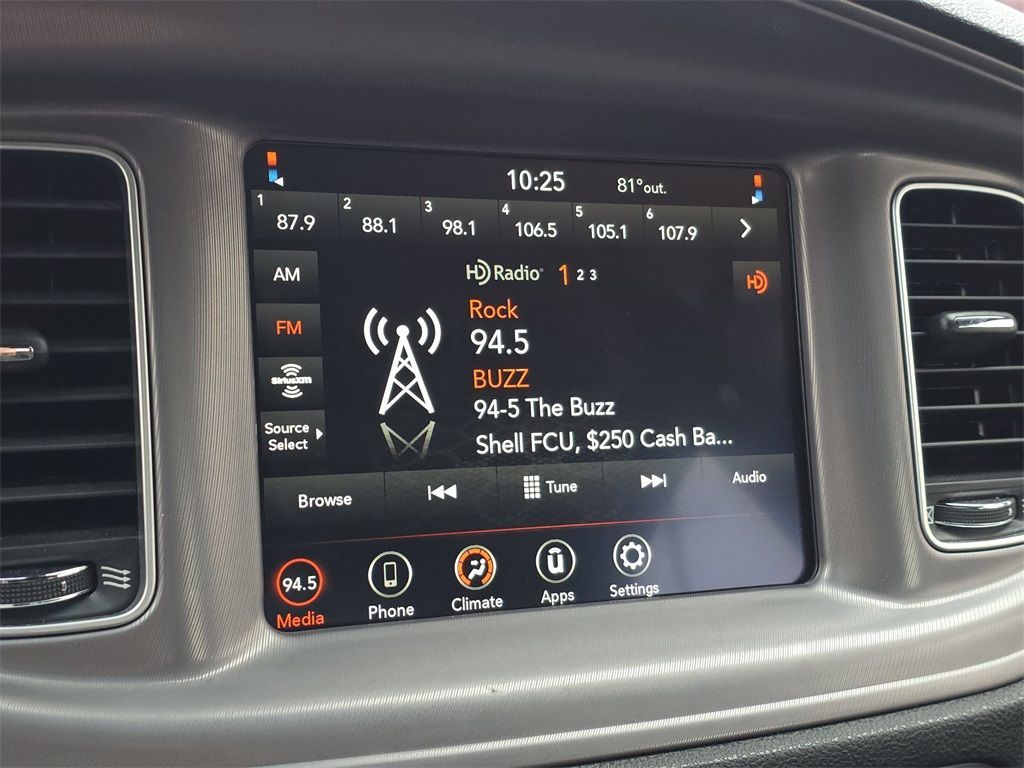 10:25 81°out.
1 87.9 2 88.1 3 98.1 4 106.5 5 105.1 6 107.9
AM
FM
SiriusXM
Source
Select
HD Radio® 1 2 3
HD
Rock
94.5
BUZZ
94-5 The Buzz
Shell FCU, $250 Cash Ba...
Browse Tune Audio
94.5
Media Phone Climate Apps Settings